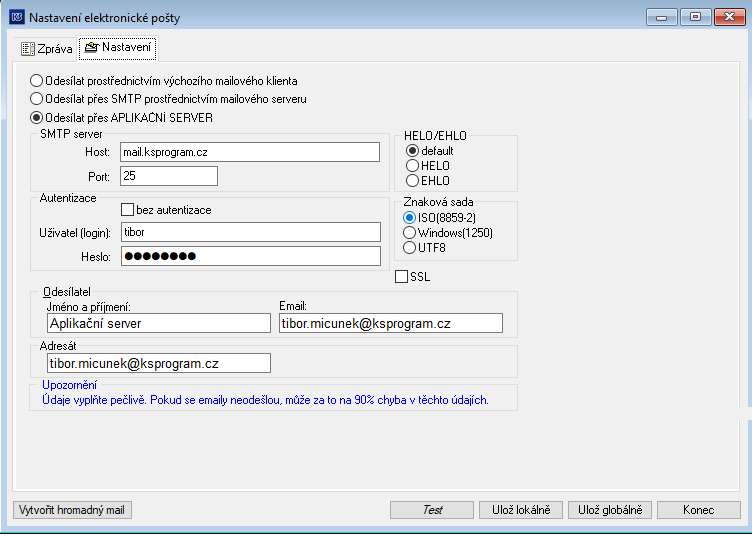 Nastavení elektronické pošty
Zpráva
Nastavení
Odesílat prostřednictvím výchozího mailového klienta
Odesílat přes SMTP prostřednictvím mailového serveru
Odesílat přes APLIKAČNÍ SERVER
SMTP server
Host: mail.ksprogram.cz
Port: 25
HELO/EHLO
default
HELO
EHLO
Autentizace
bez autentizace
Uživatel (login): tibor
Heslo: ●●●●●●●●
Znaková sada
ISO(8859-2)
Windows(1250)
UTF8
SSL
Odesílatel
Jméno a příjmení: Email:
Aplikační server tibor.micunek@ksprogram.cz
Adresát
tibor.micunek@ksprogram.cz
Upozornění
Údaje vyplňte pečlivě. Pokud se emaily neodešlou, může za to na 90% chyba v těchto údajích.
Vytvořit hromadný mail Test Ulož lokálně Ulož globálně Konec